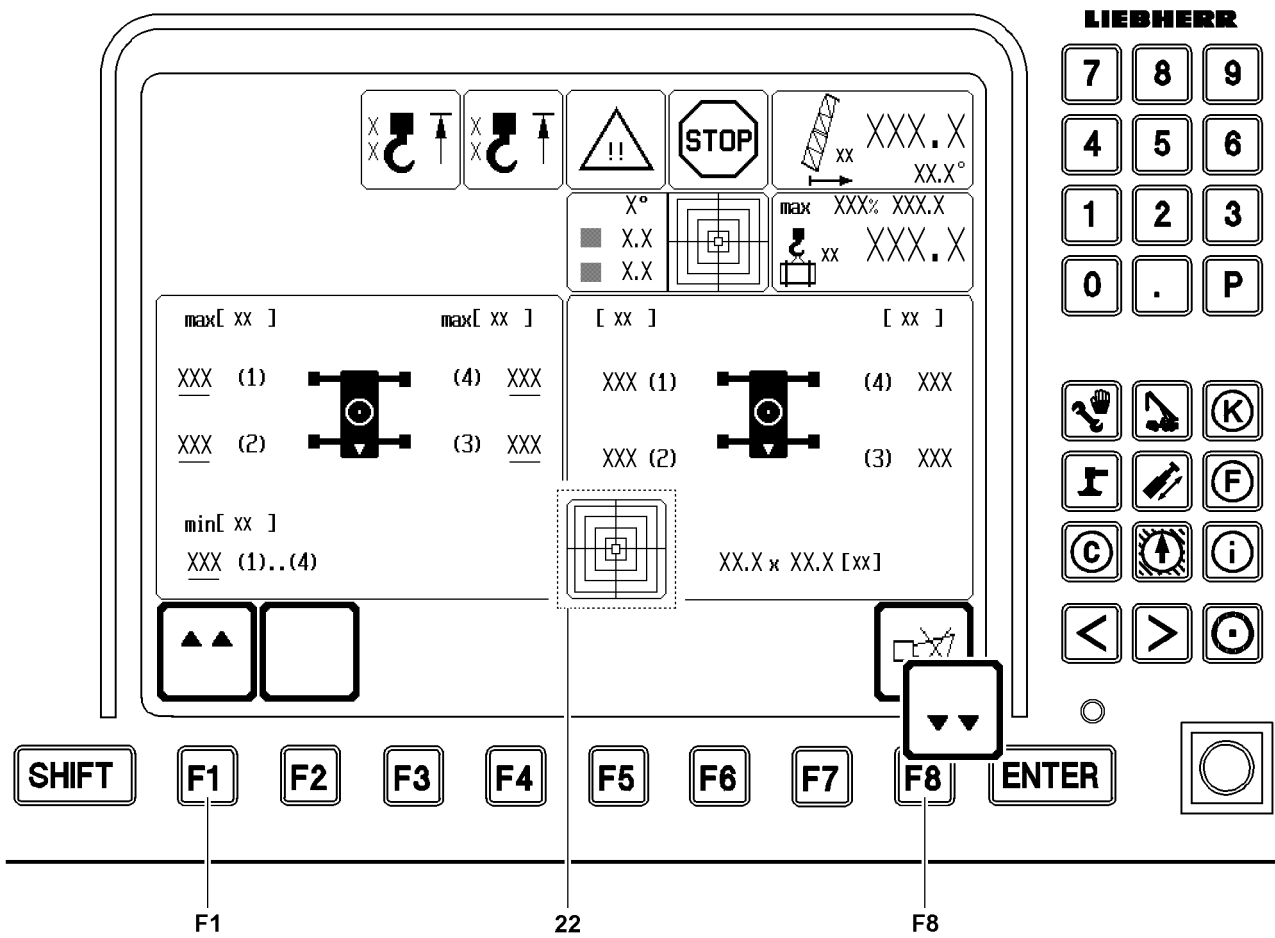 LIEBHERR
7 8 9
4 5 6
1 2 3
0 . P
X X
X X
!!
STOP
XX XXX.X
XX.X°
X°
X.X
X.X
max XXX% XXX.X
XX XXX.X
max[ XX ] max[ XX ]
XXX (1) (4) XXX
XXX (2) (3) XXX
min[ XX ]
XXX (1)..(4)
[ XX ] [ XX ]
XXX (1) (4) XXX
XXX (2) (3) XXX
XX.X x XX.X [xx]
K
F
C i
< >
SHIFT F1 F2 F3 F4 F5 F6 F7 F8 ENTER
F1 22 F8